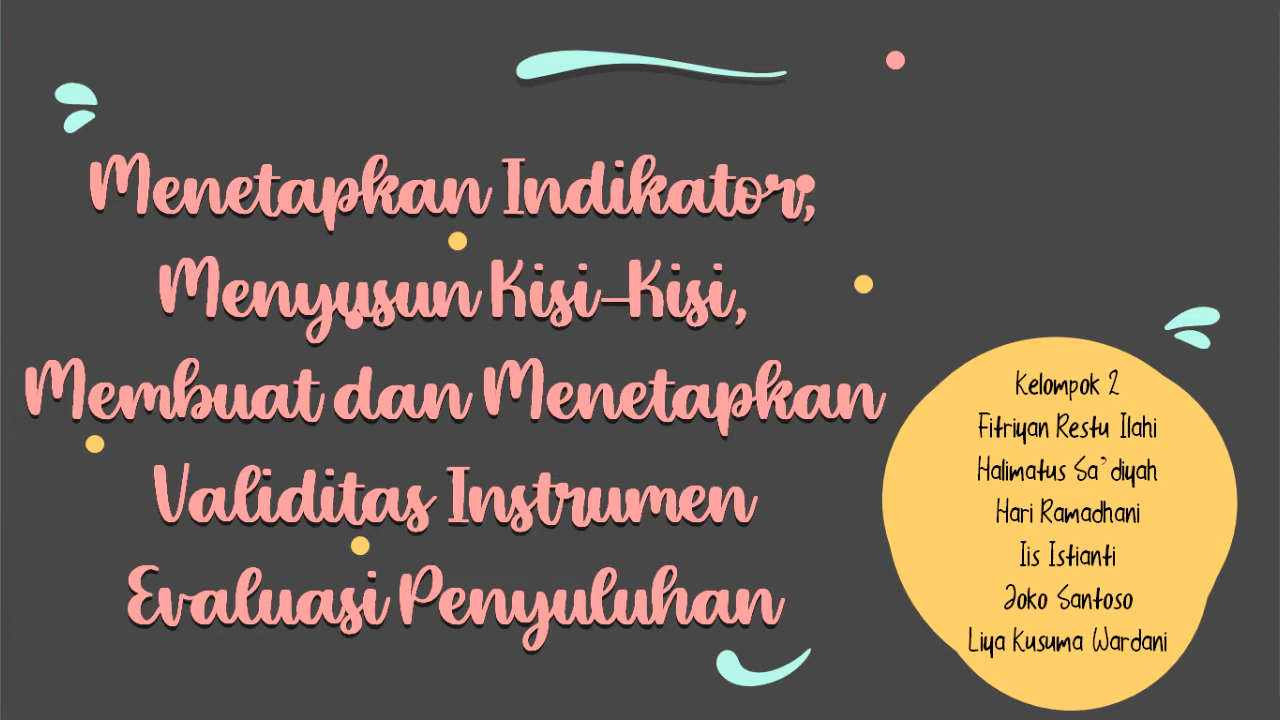 Menetapkan Indikator,
Menyusun Kisi-Kisi,
Membuat dan Menetapkan
Validitas Instrumen
Evaluasi Penyuluhan
Kelompok 2
Fitriyan Restu Ilahi
Halimatus Sa'diyah
Hari Ramadhani
Iis Istianti
Joko Santoso
Liya Kusuma Wardani